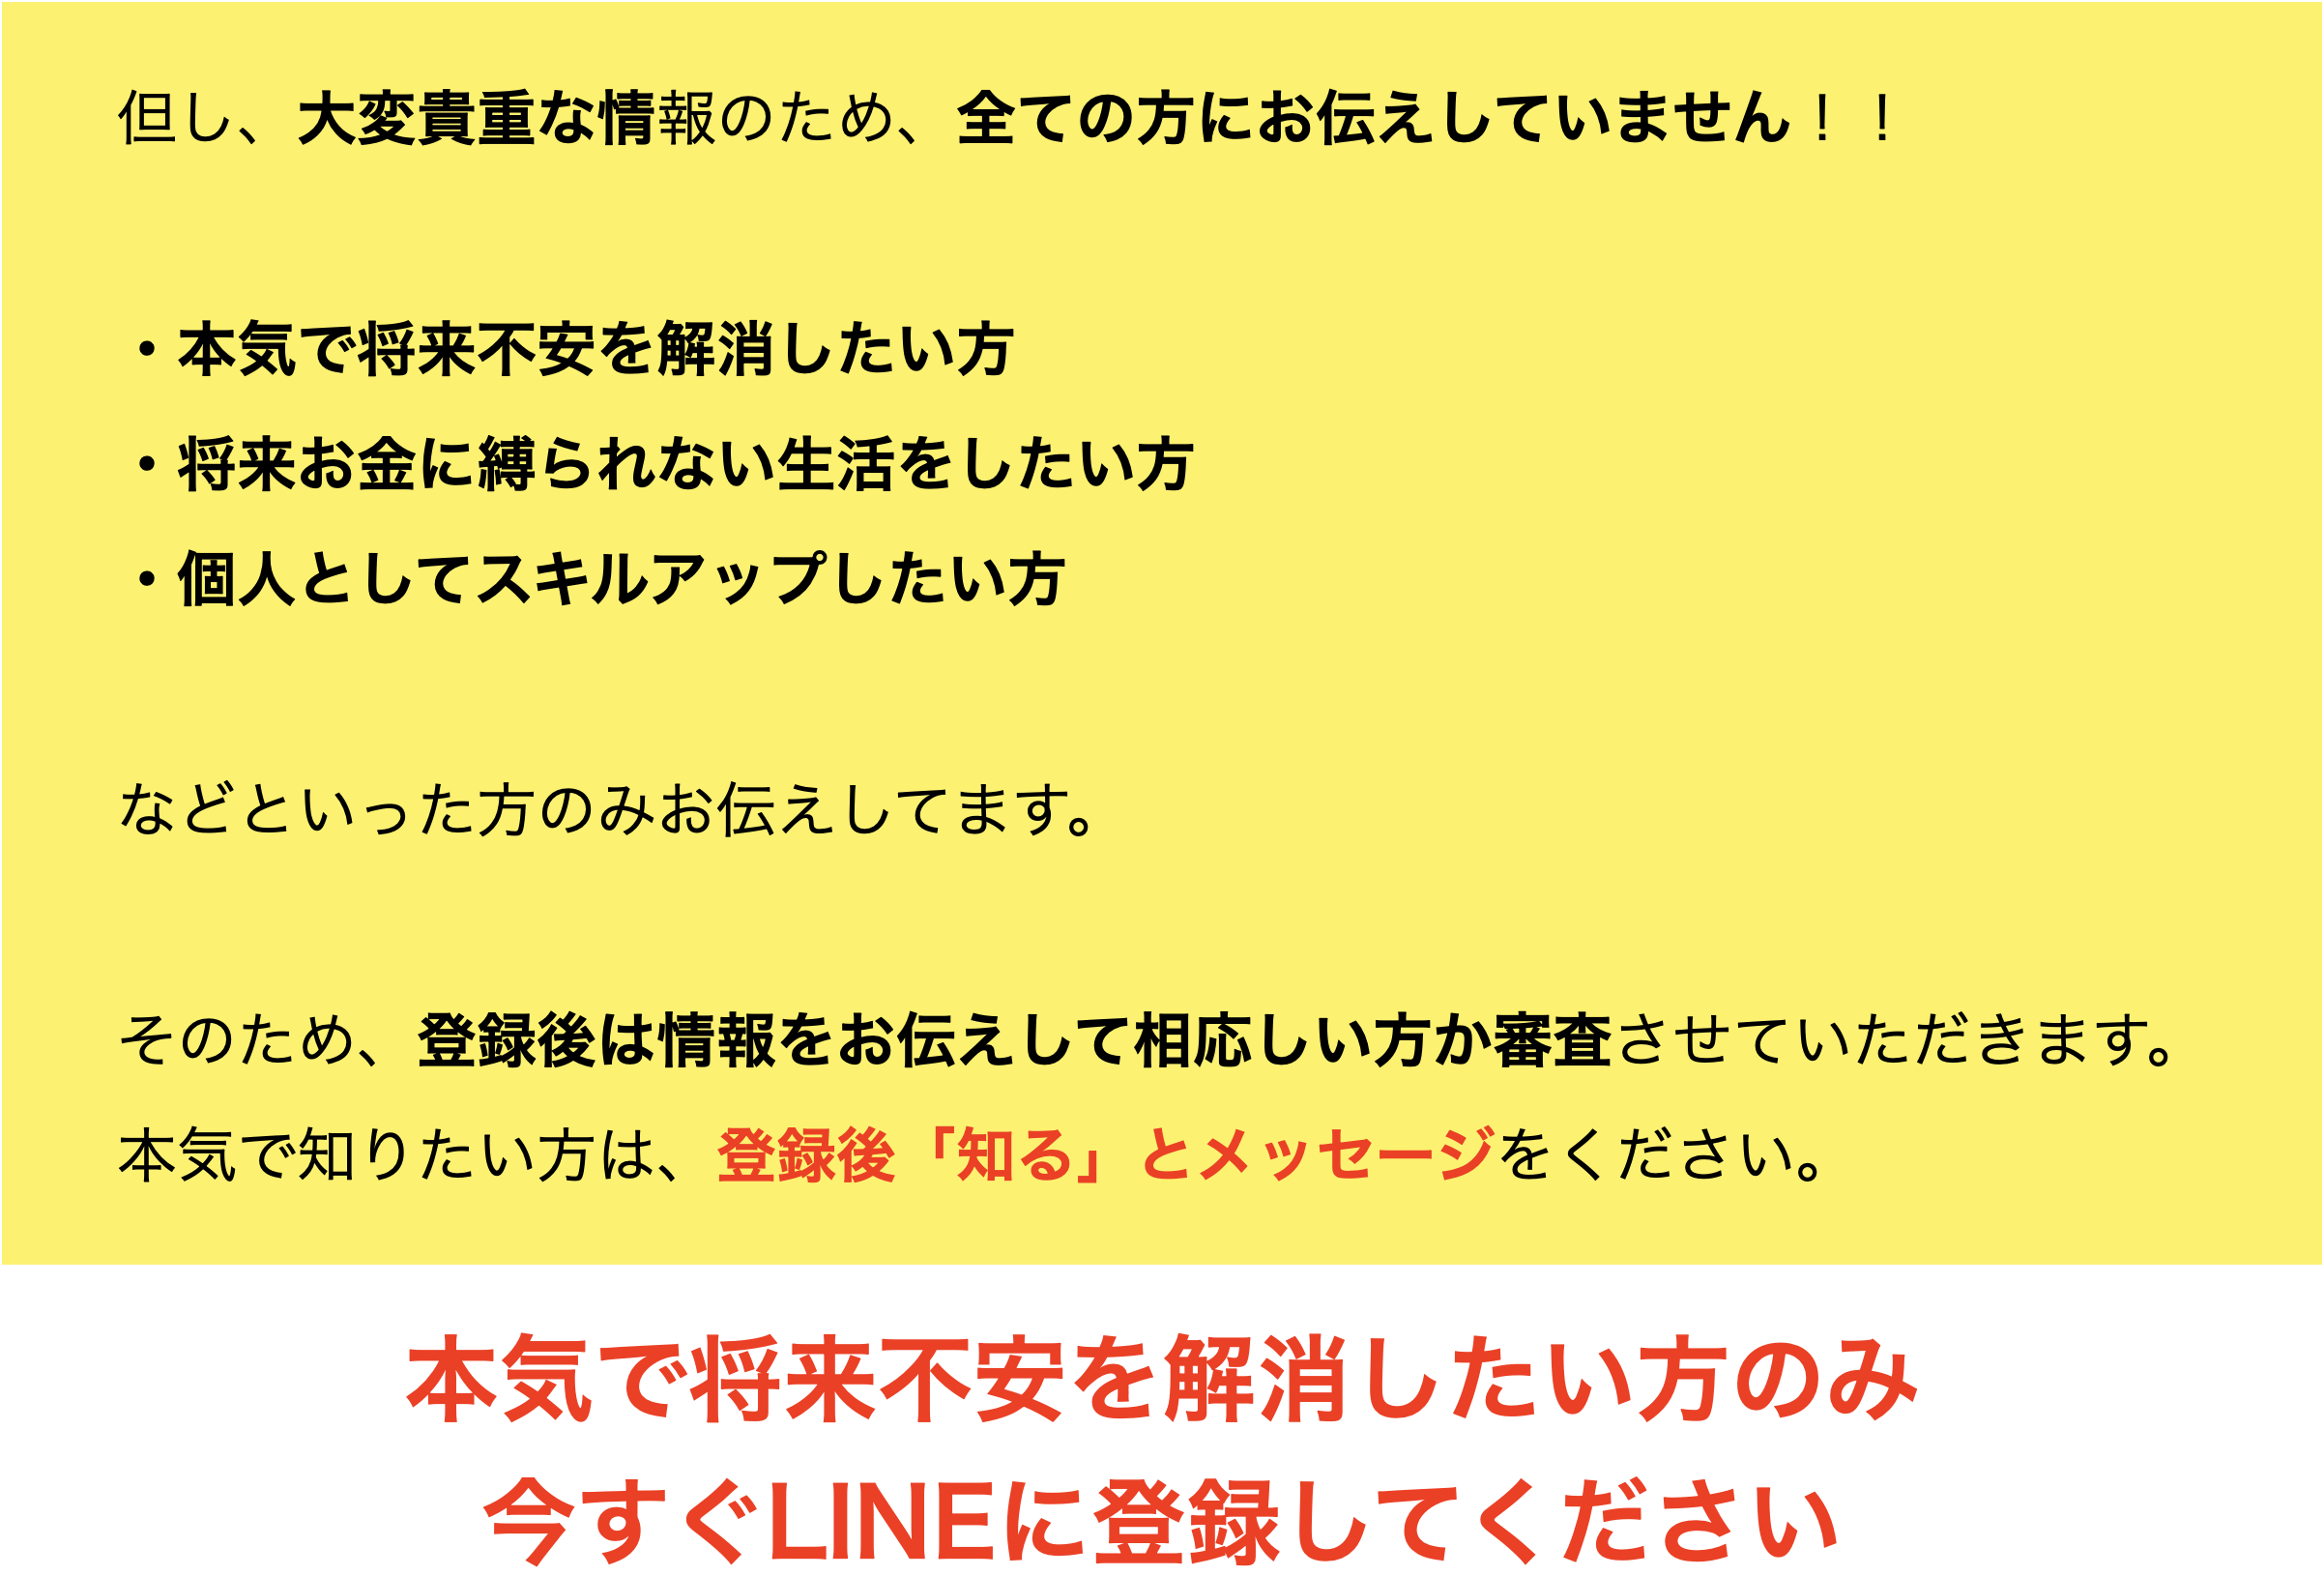 但し、大変貴重な情報のため、全ての方にお伝えしていません！！
・本気で将来不安を解消したい方
・将来お金に縛られない生活をしたい方
・個人としてスキルアップしたい方
などといった方のみお伝えしてます。
そのため、登録後は情報をお伝えして相応しい方か審査させていただきます。
本気で知りたい方は、登録後「知る」とメッセージをください。
本気で将来不安を解消したい方のみ
今すぐLINEに登録してください